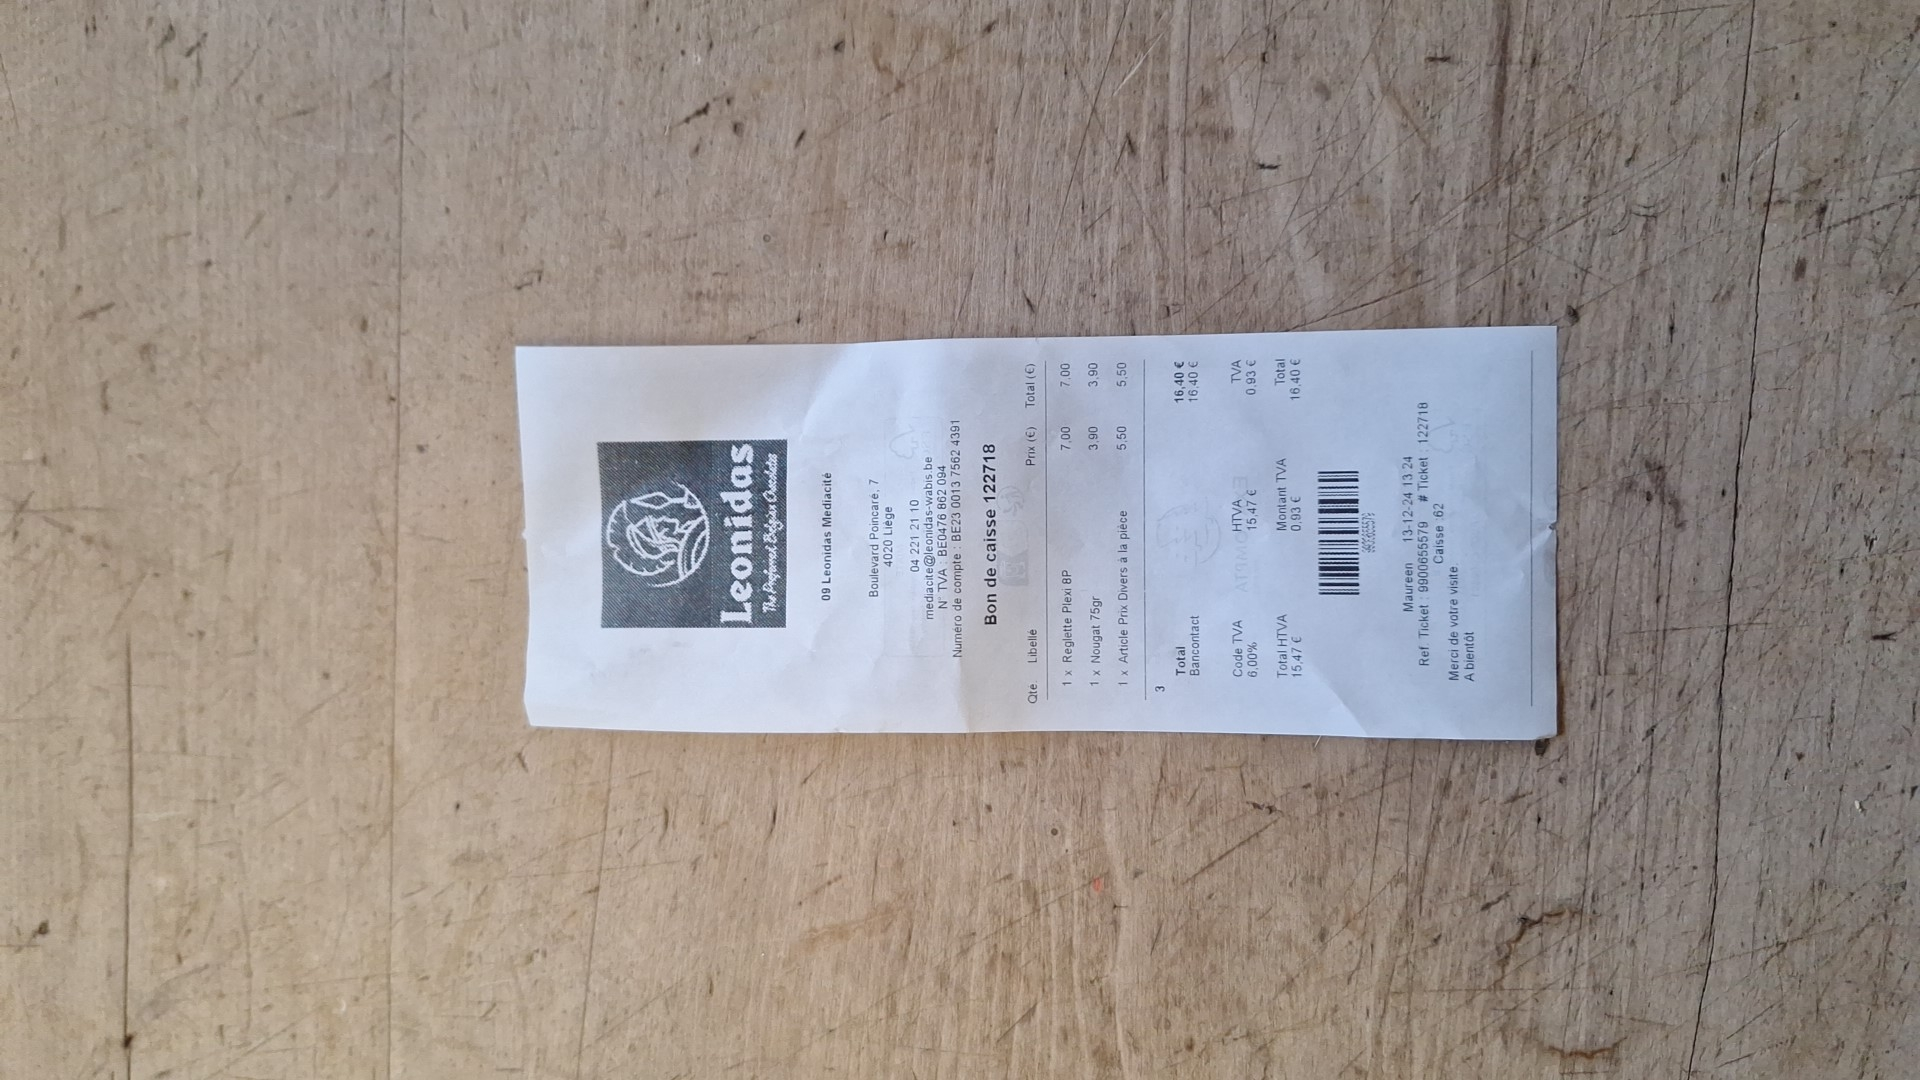 Leonidas
The Preferred Belgian Chocolates
09 Leonidas Mediacité
Boulevard Poincaré, 7
4020 Liège
04 221 21 10
mediacite@leonidas-wabis.be
N° TVA : BE0476 862 094
Numero de compte : BE23 0013 7562 4391
Bon de caisse 122718
Qte. Libellé Prix (€) Total (€)
1 x Reglette Plexi 8P 7,00 7,00
1 x Nougat 75gr 3,90 3,90
1 x Article Prix Divers à la pièce 5,50 5,50
3
Total 16,40 €
Bancontact 16,40 €
Code TVA HTVA TVA
6,00% 15,47 € 0,93 €
Total HTVA Montant TVA Total
15,47 € 0,93 € 16,40 €
Maureen 13-12-24 13 24
Ref. Ticket : 9900655579 # Ticket : 122718
Caisse :62
Merci de votre visite
A bientôt